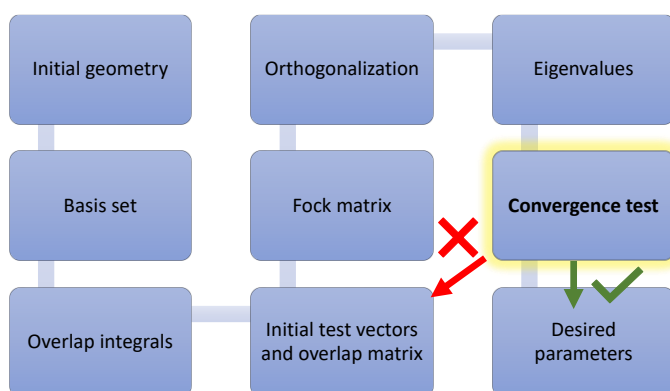 Initial geometry
Orthogonalization
Eigenvalues
Basis set
Fock matrix
Convergence test
Overlap integrals
Initial test vectors
and overlap matrix
Desired
parameters